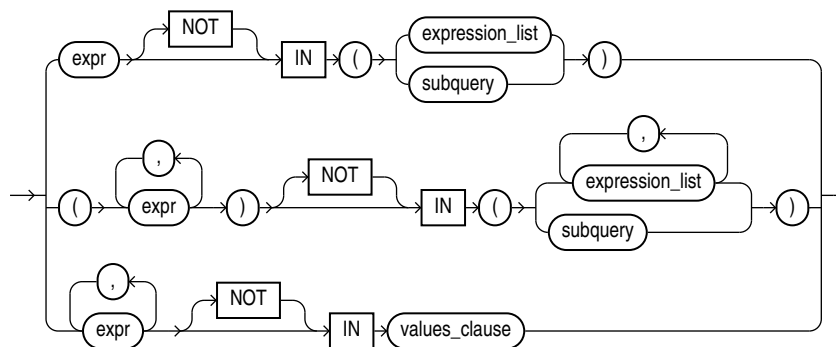 NOT
expression_list
expr IN ( )
subquery
,
, NOT expression_list
( expr ) IN ( )
subquery
, NOT
expr IN values_clause